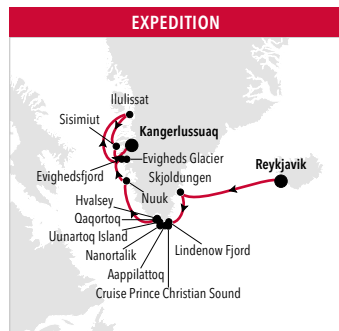 EXPEDITION
Ilulissat
Sisimiut
Kangerlussuaq
Evigheds Glacier
Reykjavik
Evighedsfjord
Skjoldungen
Nuuk
Hvalsey
Qaqortoq
Uunartoq Island
Lindenow Fjord
Nanortalik
Aappilattoq
Cruise Prince Christian Sound